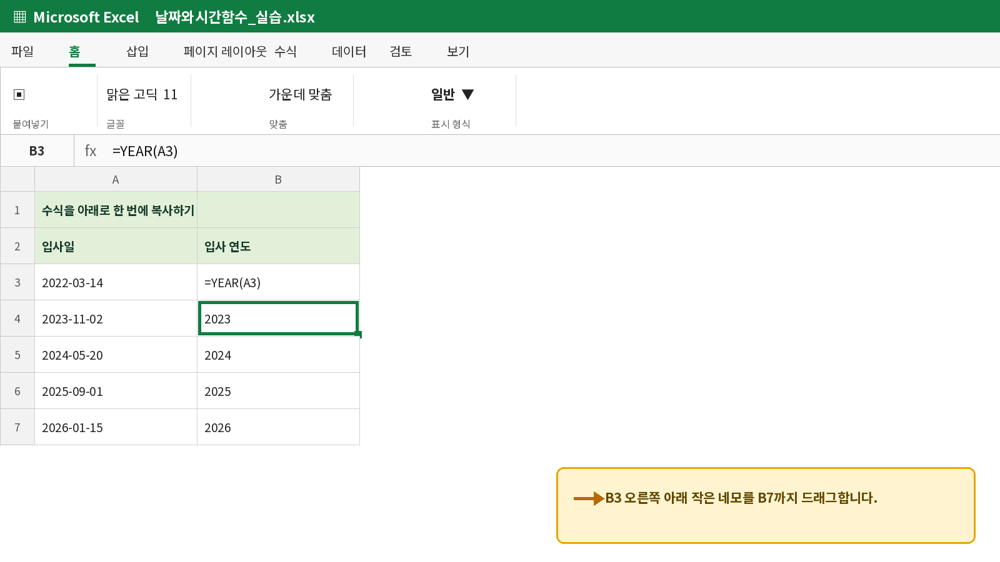 Microsoft Excel 날짜와시간함수_실습.xlsx
파일 홈 삽입 페이지 레이아웃 수식 데이터 검토 보기
맑은 고딕 11 가운데 맞춤 일반 ▼
붙여넣기 글꼴 맞춤 표시 형식
B3 fx =YEAR(A3)
A B
1 수식을 아래로 한 번에 복사하기
2 입사일 입사 연도
3 2022-03-14 =YEAR(A3)
4 2023-11-02 2023
5 2024-05-20 2024
6 2025-09-01 2025
7 2026-01-15 2026
B3 오른쪽 아래 작은 네모를 B7까지 드래그합니다.